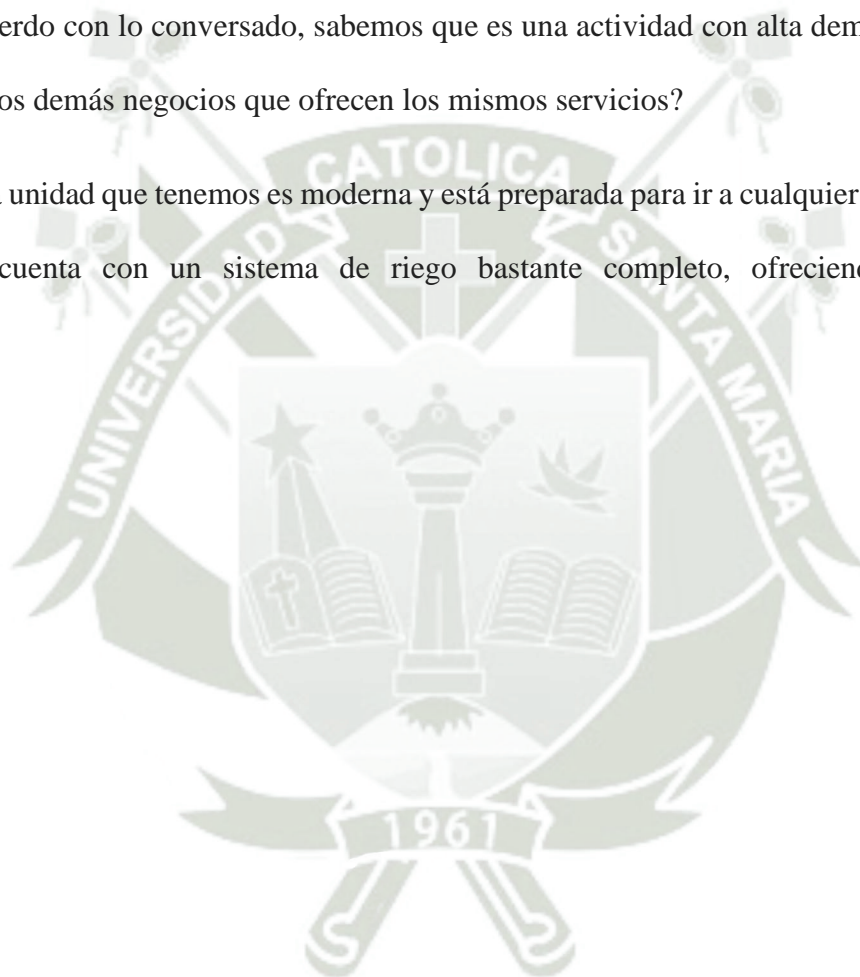 erdo con lo conversado, sabemos que es una actividad con alta dem
os demás negocios que ofrecen los mismos servicios?
unidad que tenemos es moderna y está preparada para ir a cualquier
cuenta con un sistema de riego bastante completo, ofreciend
UNIVERSIDAD CATOLICA SANTA MARIA
1961